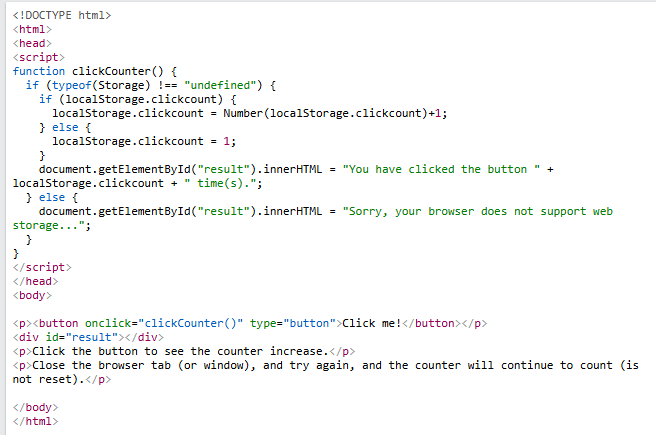 <!DOCTYPE html>
<html>
<head>
<script>
function clickCounter() {
  if (typeof(Storage) !== "undefined") {
    if (localStorage.clickcount) {
      localStorage.clickcount = Number(localStorage.clickcount)+1;
    } else {
      localStorage.clickcount = 1;
    }
    document.getElementById("result").innerHTML = "You have clicked the button " +
localStorage.clickcount + " time(s).";
  } else {
    document.getElementById("result").innerHTML = "Sorry, your browser does not support web
storage...";
  }
}
</script>
</head>
<body>

<p><button onclick="clickCounter()" type="button">Click me!</button></p>
<div id="result"></div>
<p>Click the button to see the counter increase.</p>
<p>Close the browser tab (or window), and try again, and the counter will continue to count (is
not reset).</p>

</body>
</html>